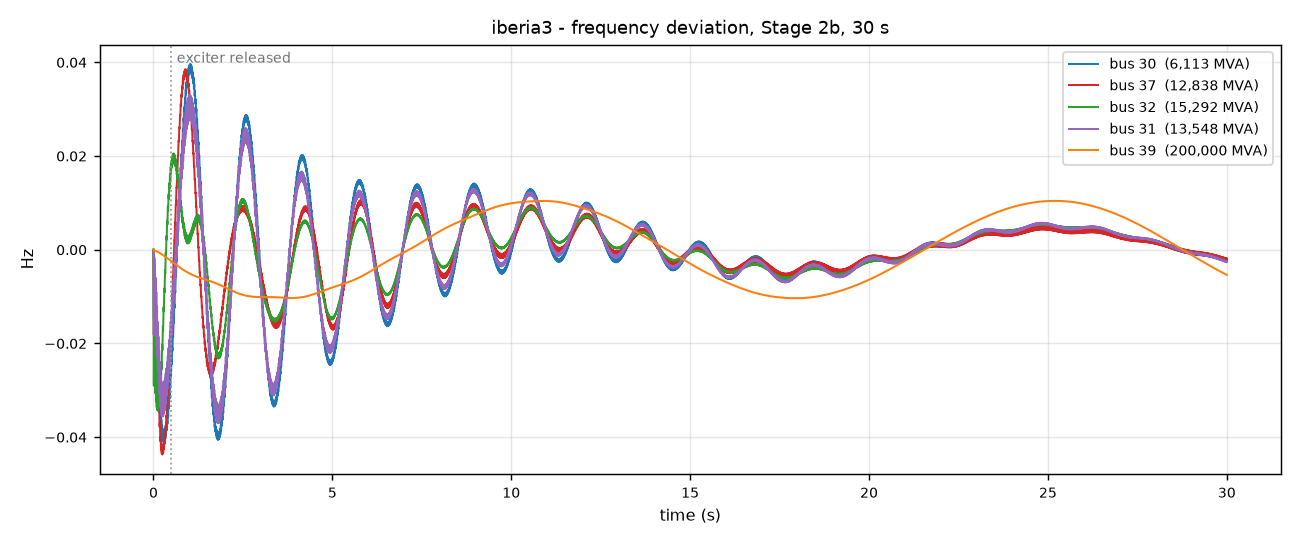 iberia3 - frequency deviation, Stage 2b, 30 s
exciter released
bus 30 (6,113 MVA)
bus 37 (12,838 MVA)
bus 32 (15,292 MVA)
bus 31 (13,548 MVA)
bus 39 (200,000 MVA)
0.04
0.02
0.00
−0.02
−0.04
Hz
0 5 10 15 20 25 30
time (s)